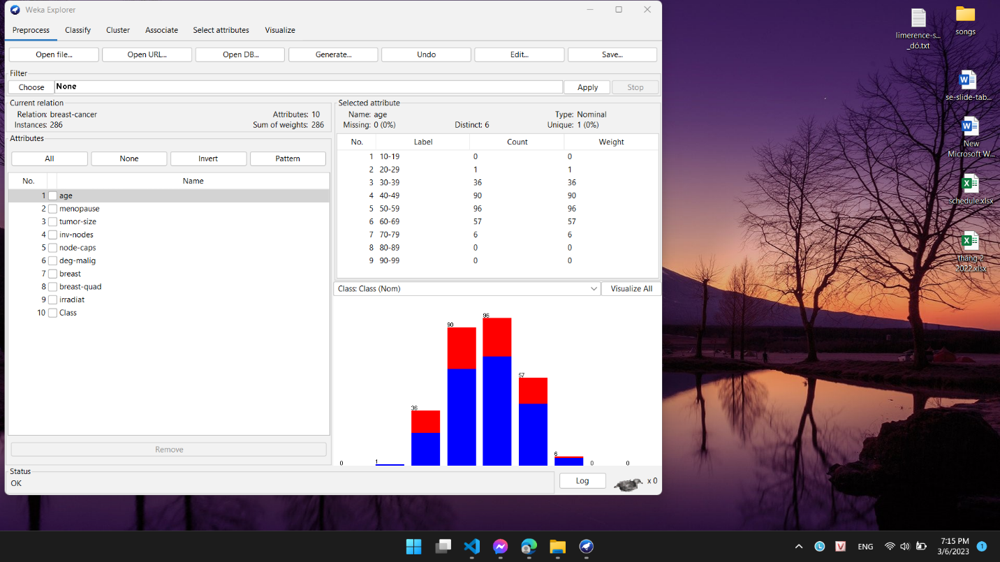 Weka Explorer
Preprocess Classify Cluster Associate Select attributes Visualize
Open file... Open URL... Open DB... Generate... Undo Edit... Save...
Filter
Choose None Apply Stop
Current relation
Relation: breast-cancer Attributes: 10
Instances: 286 Sum of weights: 286
Attributes
All None Invert Pattern
No. Name
1 age
2 menopause
3 tumor-size
4 inv-nodes
5 node-caps
6 deg-malig
7 breast
8 breast-quad
9 irradiat
10 Class
Remove
Selected attribute
Name: age Type: Nominal
Missing: 0 (0%) Distinct: 6 Unique: 1 (0%)
No. Label Count Weight
1 10-19 0 0
2 20-29 1 1
3 30-39 36 36
4 40-49 90 90
5 50-59 96 96
6 60-69 57 57
7 70-79 6 6
8 80-89 0 0
9 90-99 0 0
Class: Class (Nom) Visualize All
0 1 36 90 96 57 6 0 0
Status
OK
Log x 0
limerence-s...
_dó.txt
songs
se-slide-tab...
New
Microsoft W...
schedule.xlsx
tháng 2
2022.xlsx
ENG
7:15 PM
3/6/2023
1